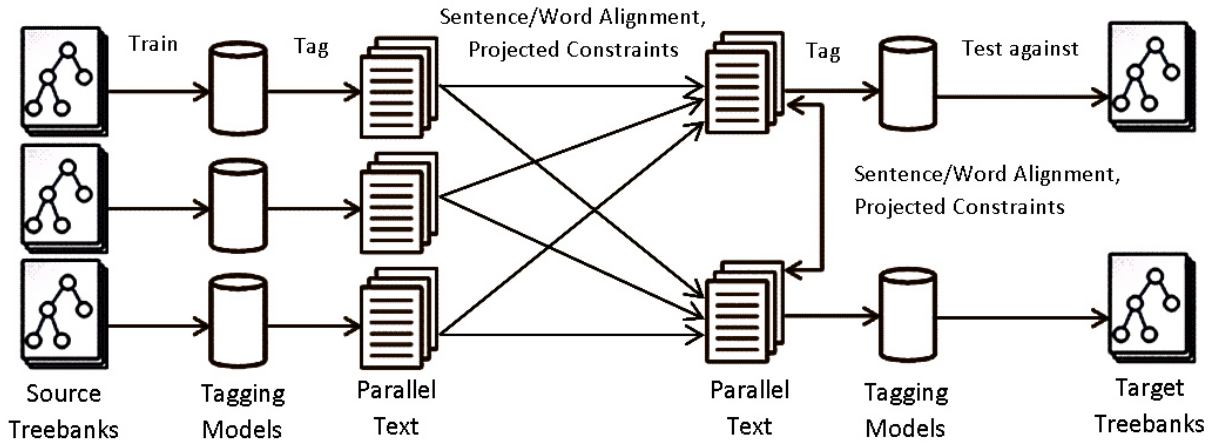 Sentence/Word Alignment,
Projected Constraints
Train
Tag
Tag
Test against
Sentence/Word Alignment,
Projected Constraints
Source
Treebanks
Tagging
Models
Parallel
Text
Parallel
Text
Tagging
Models
Target
Treebanks